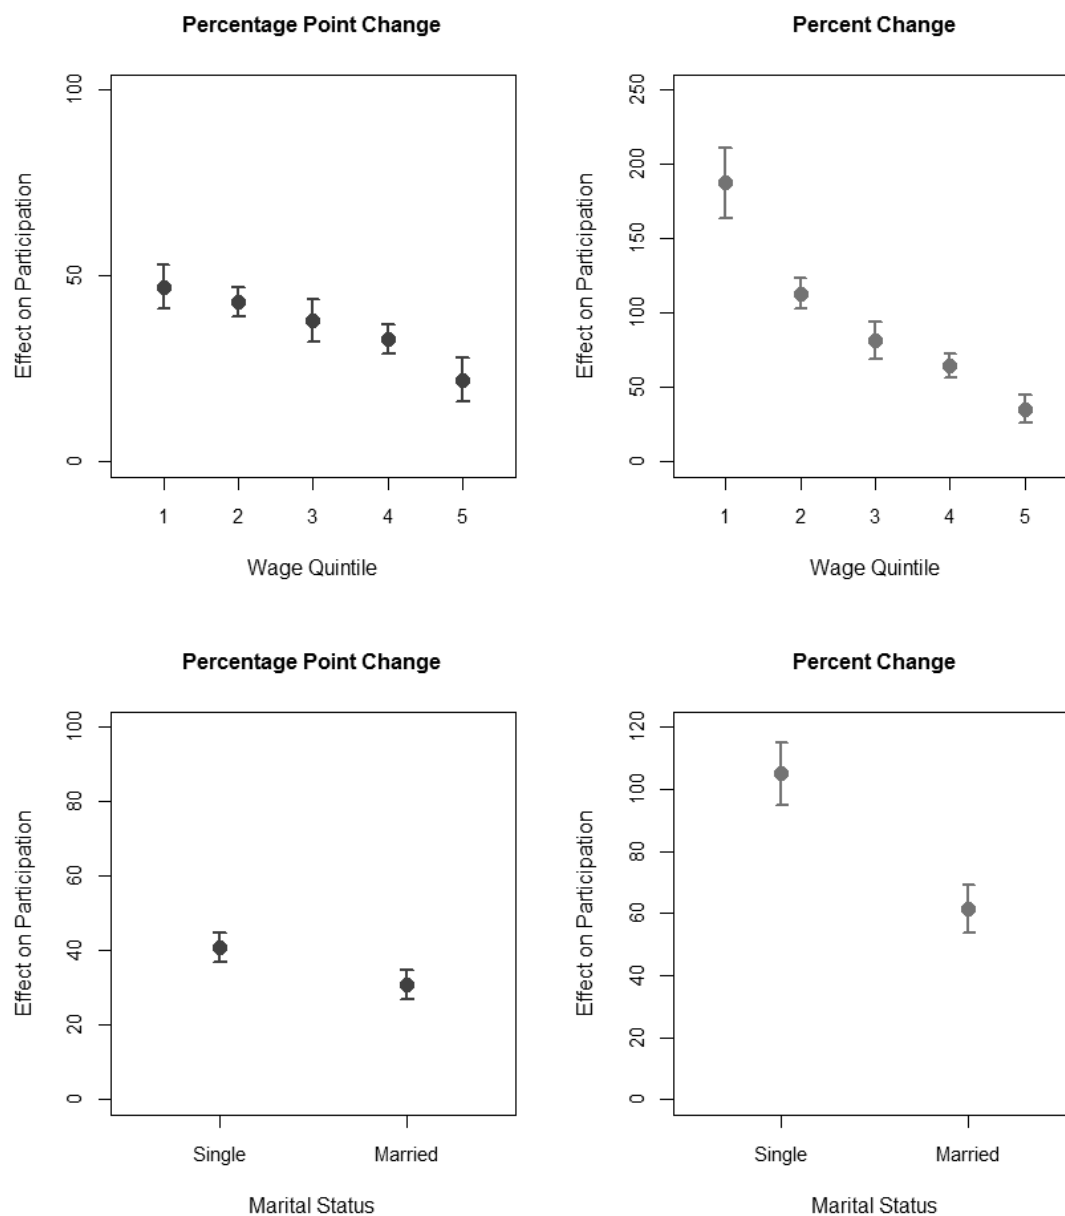 Percentage Point Change
Effect on Participation
100
50
0
1 2 3 4 5
Wage Quintile
Percent Change
Effect on Participation
250
200
150
100
50
0
1 2 3 4 5
Wage Quintile
Percentage Point Change
Effect on Participation
100
80
60
40
20
0
Single Married
Marital Status
Percent Change
Effect on Participation
120
100
80
60
40
20
0
Single Married
Marital Status